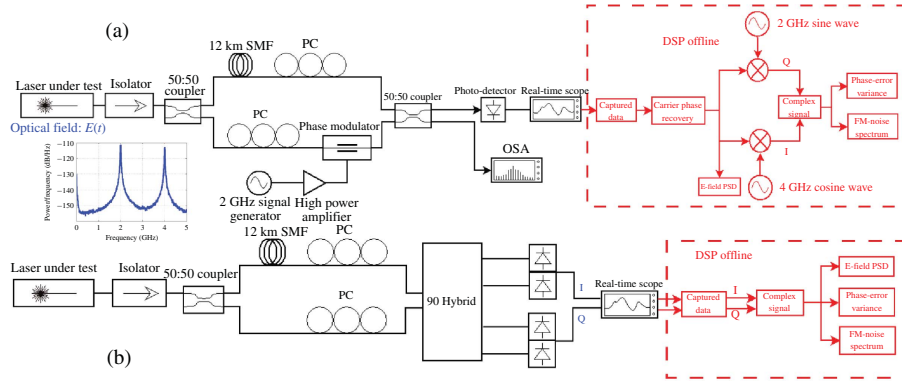 (a)
12 km SMF
PC
Laser under test
Isolator
50:50
coupler
Optical field: E(t)
50:50 coupler
Photo-detector
Real-time scope
Phase modulator
OSA
2 GHz signal
generator
High power
amplifier
−110
−120
−130
−140
−150
Power/frequency (dB/Hz)
0
1
2
3
4
5
Frequency (GHz)
DSP offline
2 GHz sine wave
Q
Captured
data
Carrier phase
recovery
Complex
signal
Phase-error
variance
FM-noise
spectrum
I
E-field PSD
4 GHz cosine wave
12 km SMF
PC
Laser under test
Isolator
50:50 coupler
PC
90 Hybrid
I
Q
Real-time scope
DSP offline
Captured
data
I
Q
Complex
signal
E-field PSD
Phase-error
variance
FM-noise
spectrum
(b)